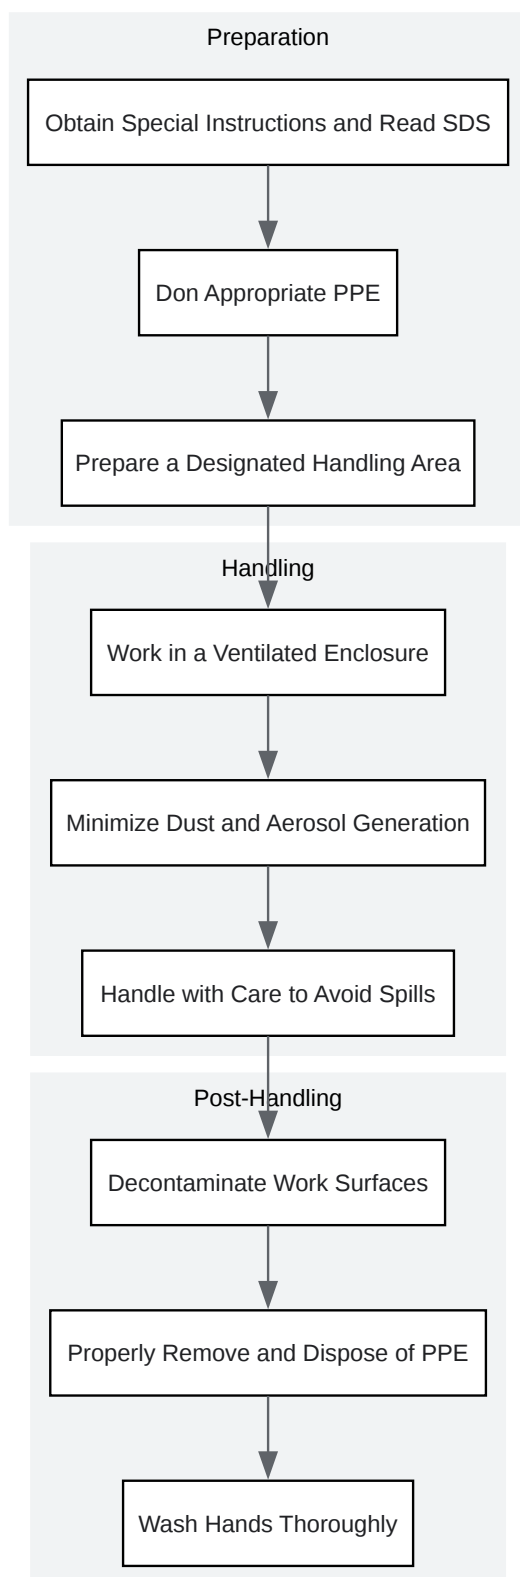 Preparation
Obtain Special Instructions and Read SDS
Don Appropriate PPE
Prepare a Designated Handling Area
Handling
Work in a Ventilated Enclosure
Minimize Dust and Aerosol Generation
Handle with Care to Avoid Spills
Post-Handling
Decontaminate Work Surfaces
Properly Remove and Dispose of PPE
Wash Hands Thoroughly